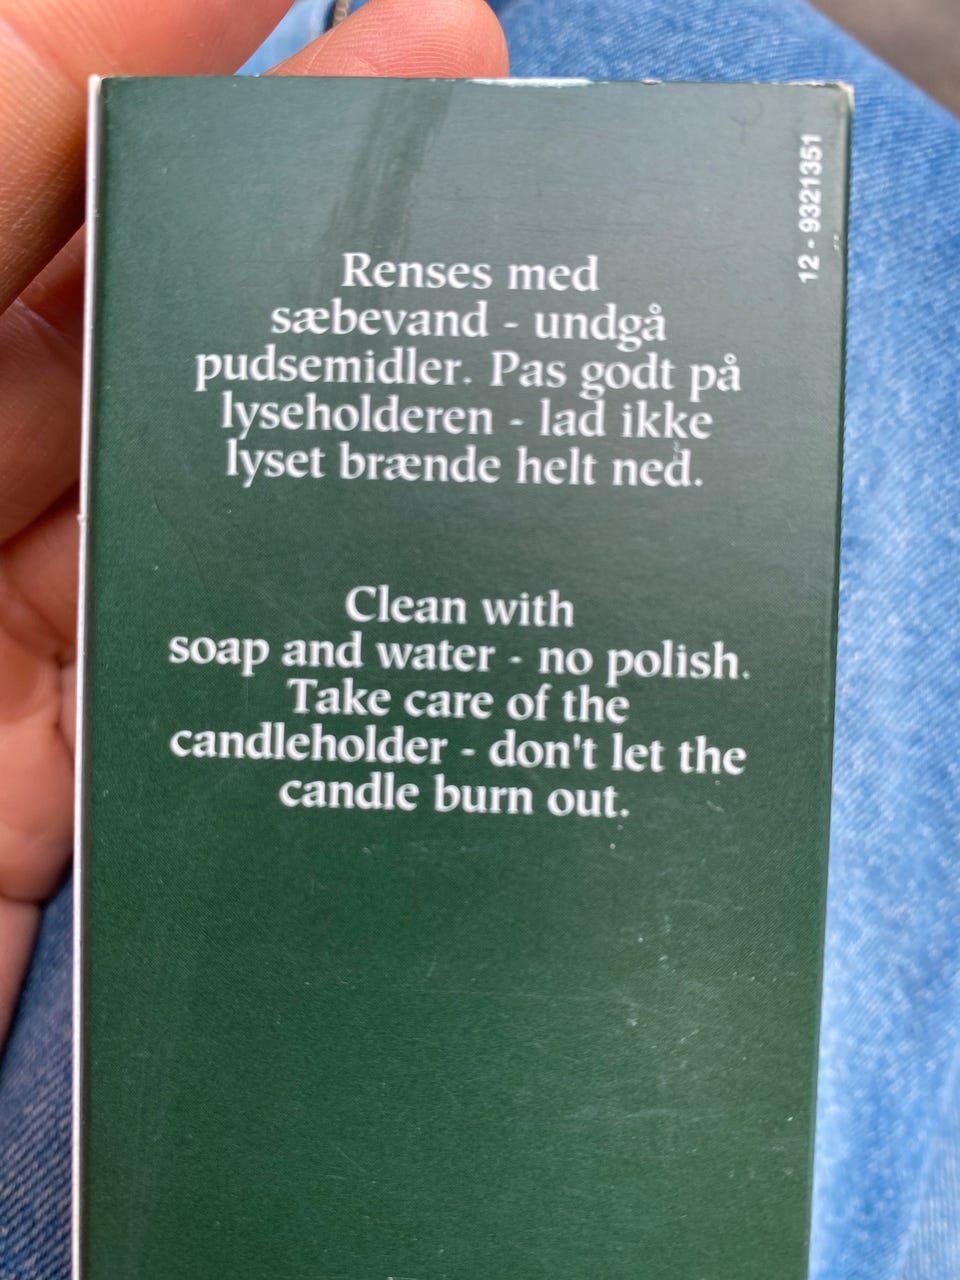 Renses med
sæbevand - undgå
pudsemidler. Pas godt på
lyseholderen - lad ikke
lyset brænde helt ned.
Clean with
soap and water - no polish.
Take care of the
candleholder - don't let the
candle burn out.
12 - 9321351